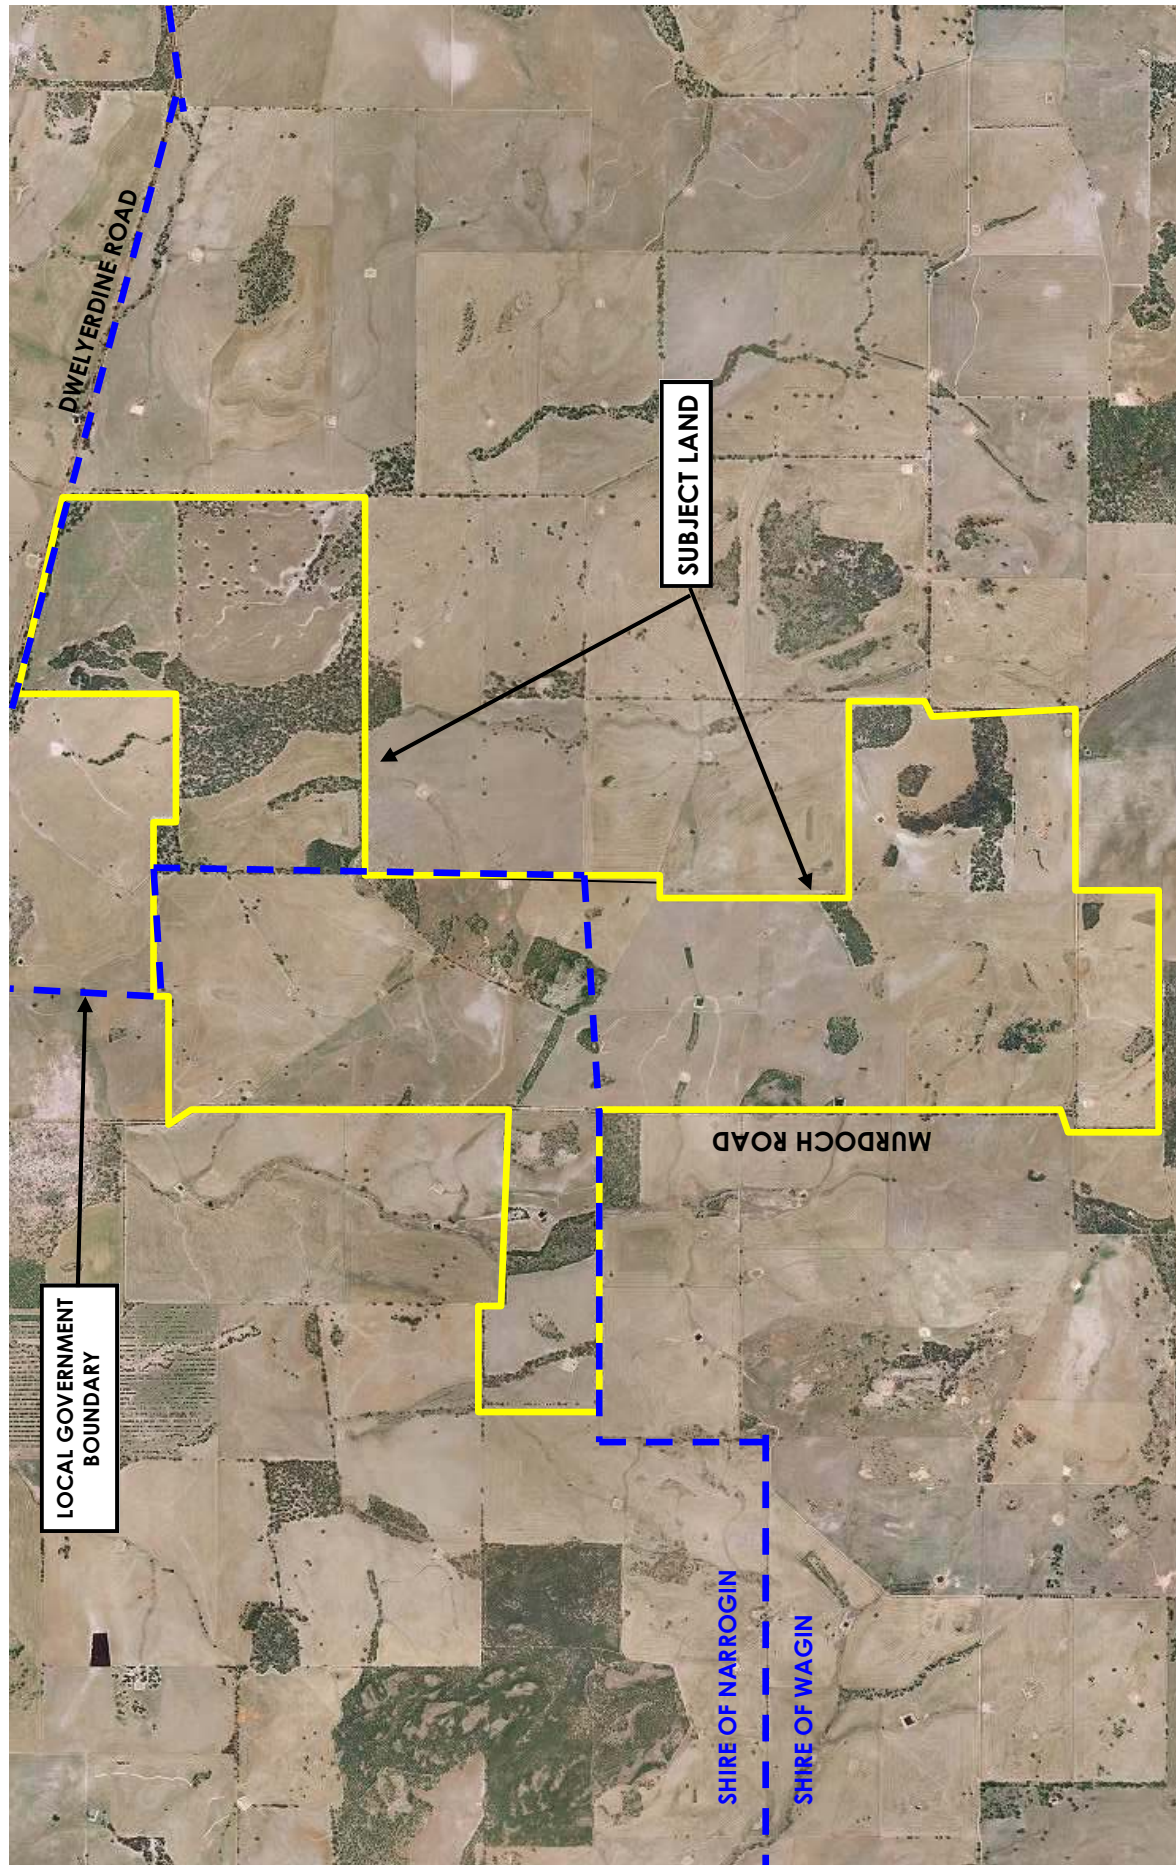 DWELYERDINE ROAD
SUBJECT LAND
MURDOCH ROAD
LOCAL GOVERNMENT
BOUNDARY
SHIRE OF NARROGIN
SHIRE OF WAGIN